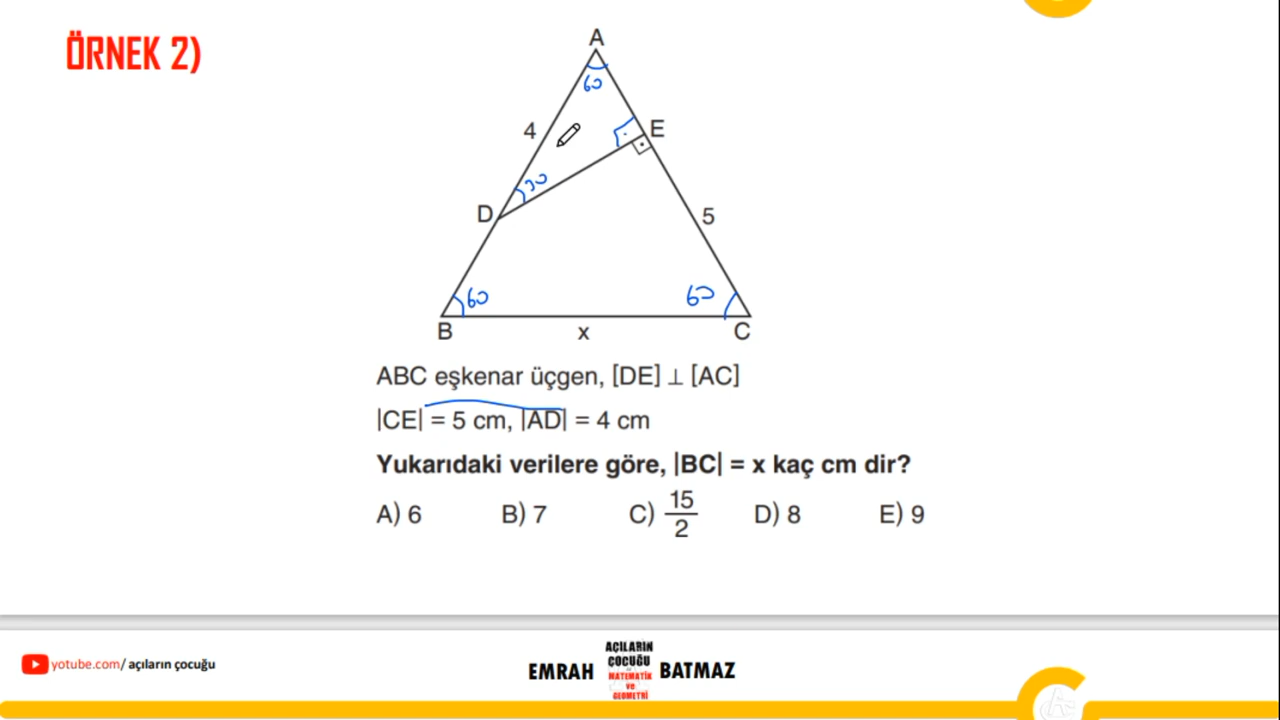 ÖRNEK 2)
A
60
4
E
30
D
5
60
60
B
x
C
ABC eşkenar üçgen, [DE] ⊥ [AC]
|CE| = 5 cm, |AD| = 4 cm
Yukarıdaki verilere göre, |BC| = x kaç cm dir?
A) 6 B) 7 C) 15/2 D) 8 E) 9
yotube.com/ açıların çocuğu
EMRAH
AÇILARIN
ÇOCUĞU
MATEMATİK
ve
GEOMETRİ
BATMAZ